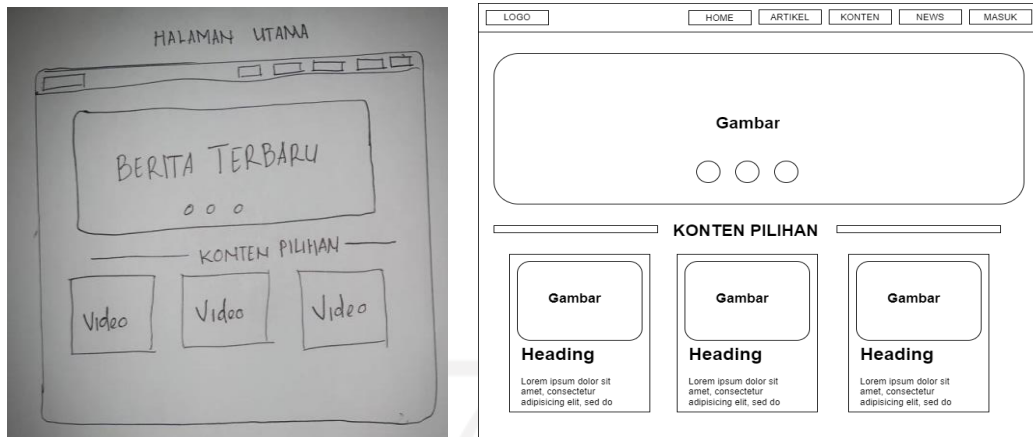 HALAMAN UTAMA
BERITA TERBARU
KONTEN PILIHAN
Video
Video
Video
LOGO
HOME
ARTIKEL
KONTEN
NEWS
MASUK
Gambar
KONTEN PILIHAN
Gambar
Heading
Lorem ipsum dolor sit
amet, consectetur
adipisicing elit, sed do
Gambar
Heading
Lorem ipsum dolor sit
amet, consectetur
adipisicing elit, sed do
Gambar
Heading
Lorem ipsum dolor sit
amet, consectetur
adipisicing elit, sed do